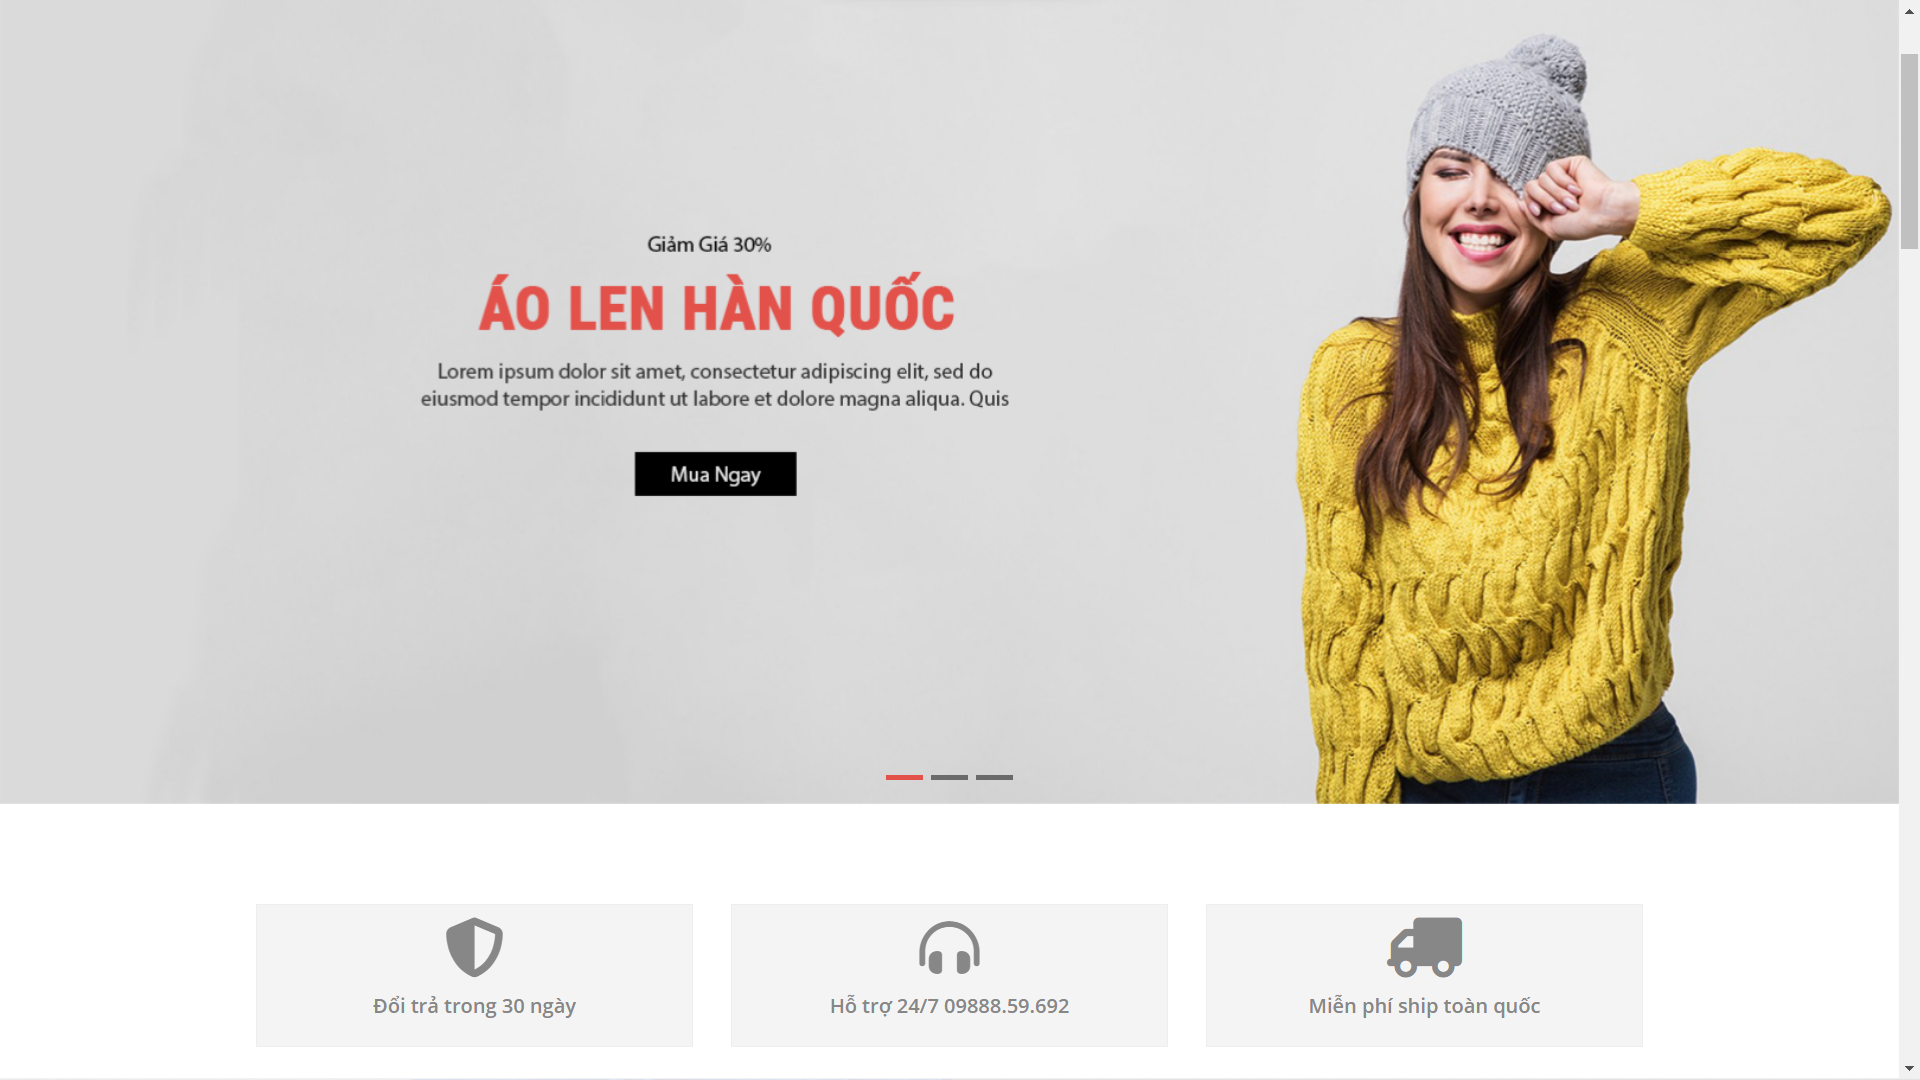 Giảm Giá 30%
ÁO LEN HÀN QUỐC
Lorem ipsum dolor sit amet, consectetur adipiscing elit, sed do
eiusmod tempor incididunt ut labore et dolore magna aliqua. Quis
Mua Ngay
Đổi trả trong 30 ngày
Hỗ trợ 24/7 09888.59.692
Miễn phí ship toàn quốc